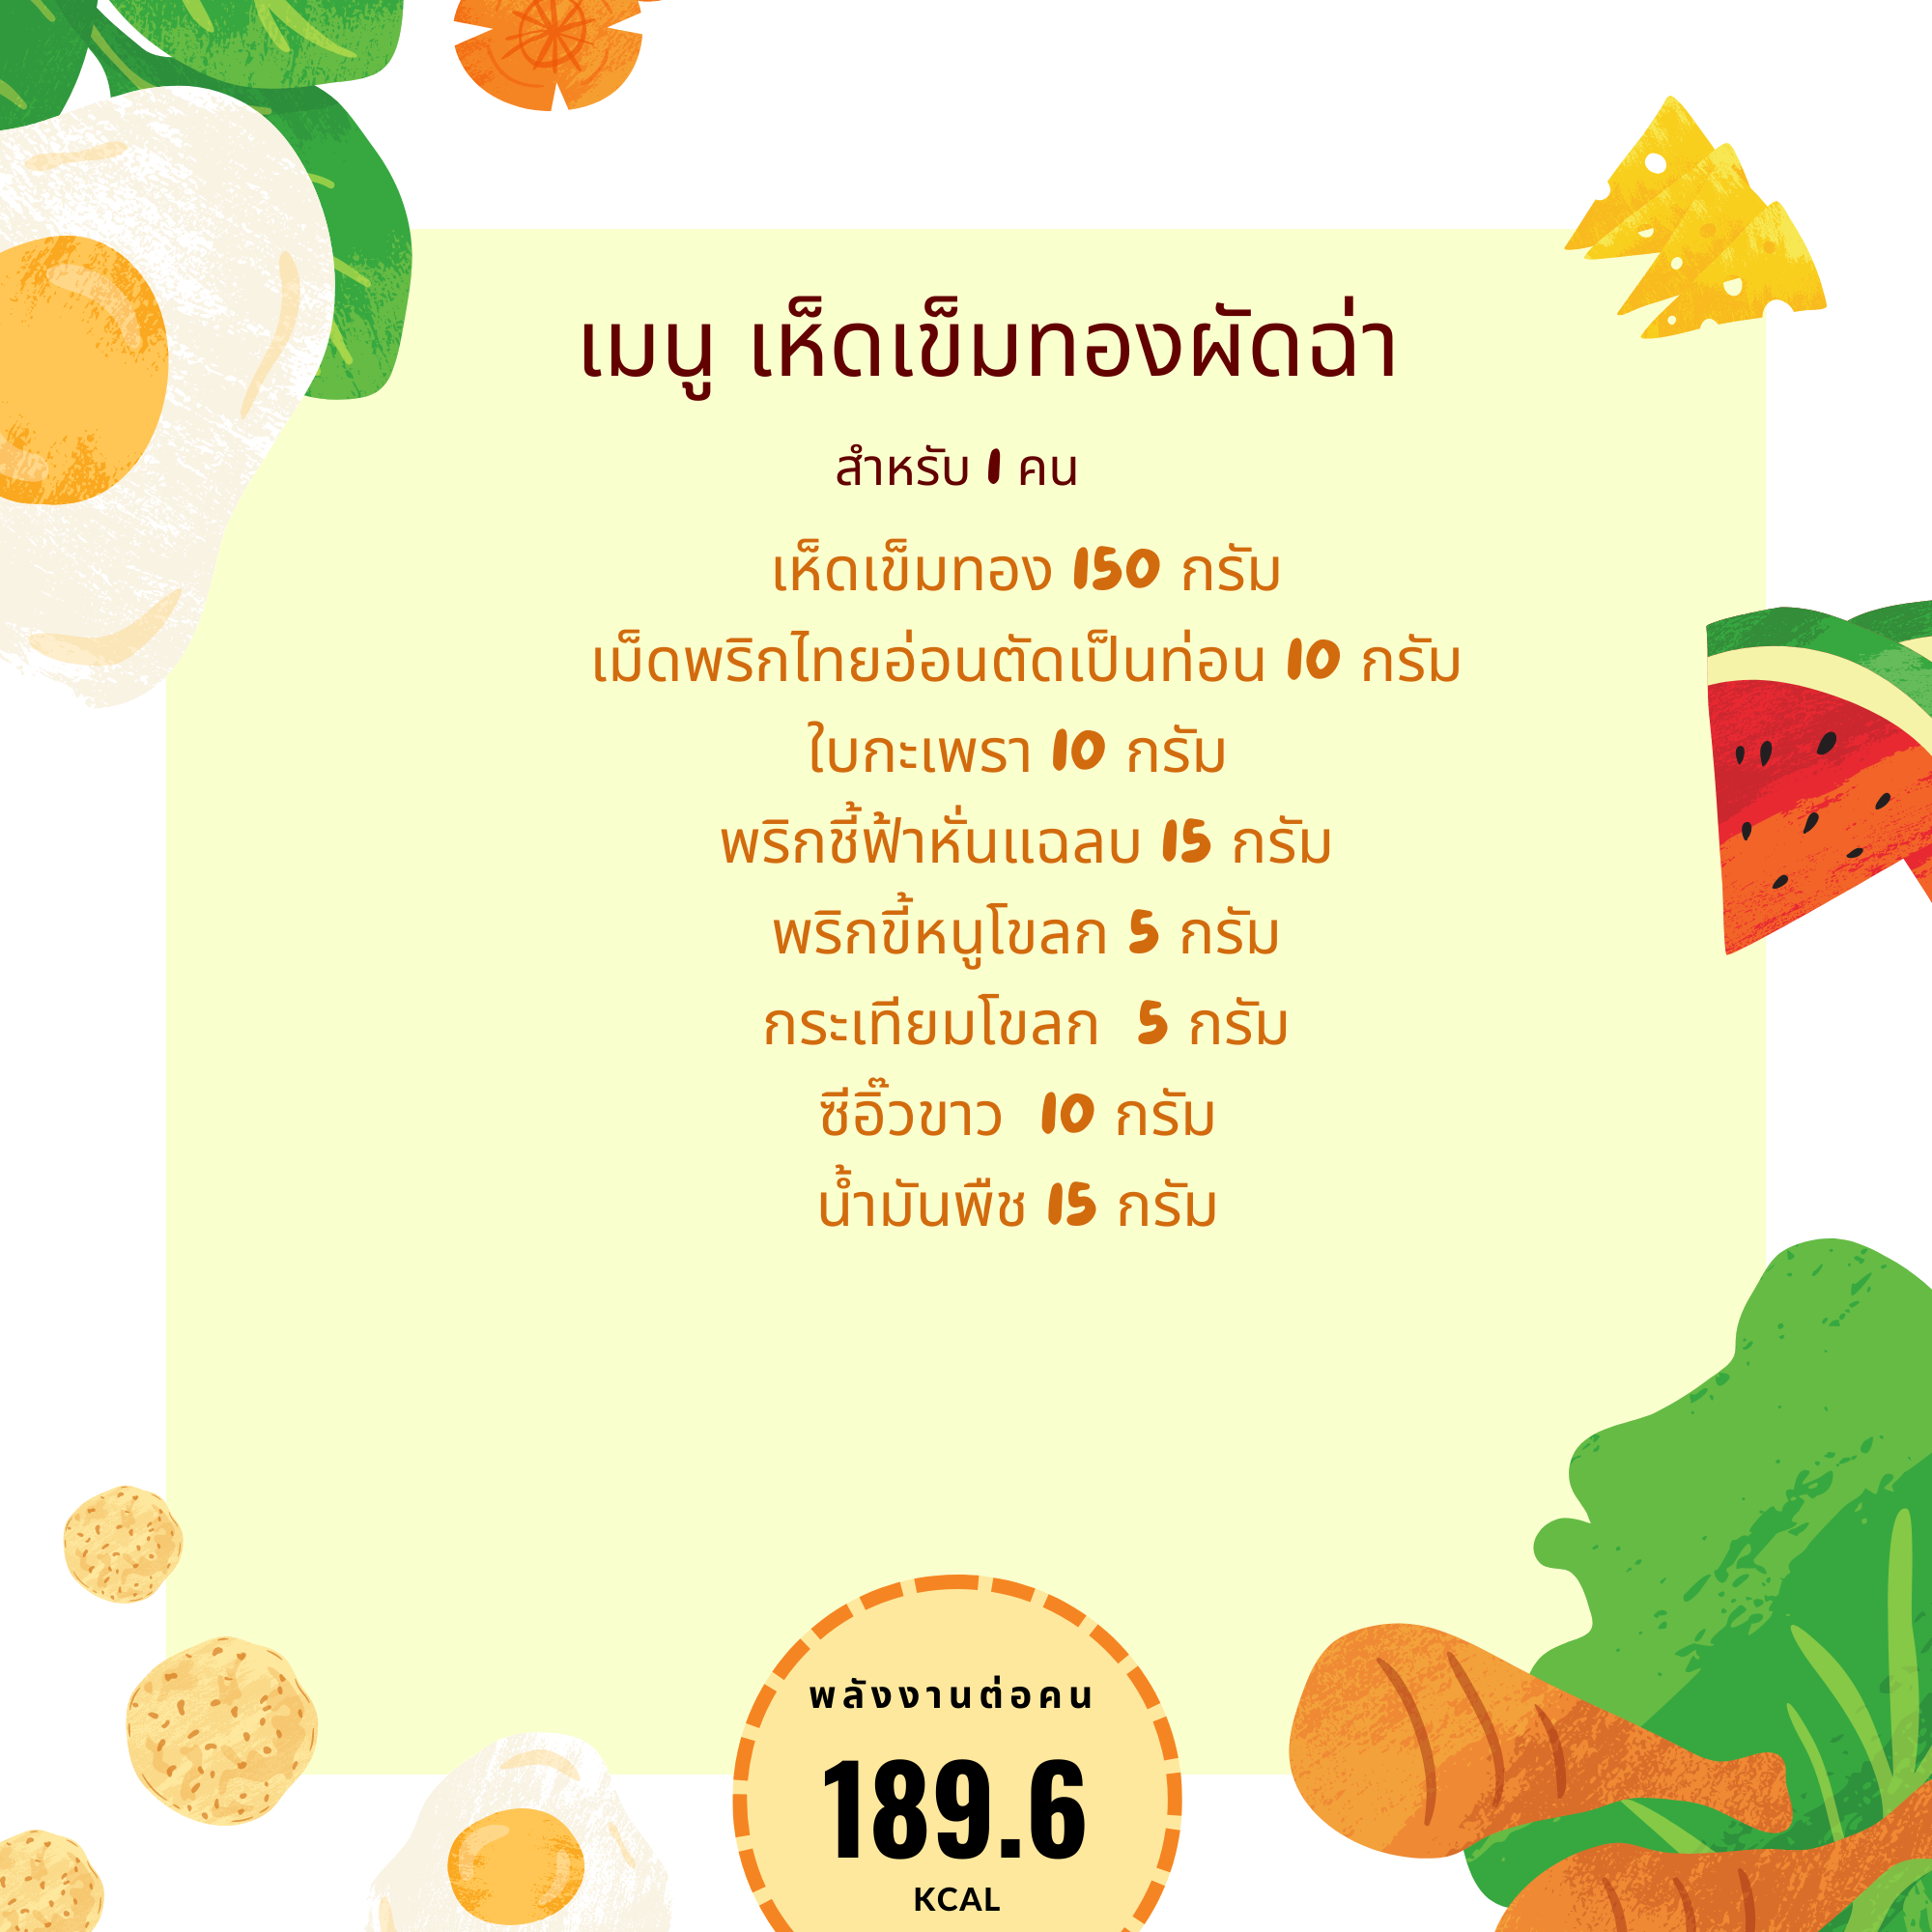 เมนู เห็ดเข็มทองผัดฉ่า
สำหรับ 1 คน
เห็ดเข็มทอง 150 กรัม
เม็ดพริกไทยอ่อนตัดเป็นท่อน 10 กรัม
ใบกะเพรา 10 กรัม
พริกชี้ฟ้าหั่นแฉลบ 15 กรัม
พริกขี้หนูโขลก 5 กรัม
กระเทียมโขลก 5 กรัม
ซีอิ๊วขาว 10 กรัม
น้ำมันพืช 15 กรัม
พลังงานต่อคน
189.6
KCAL